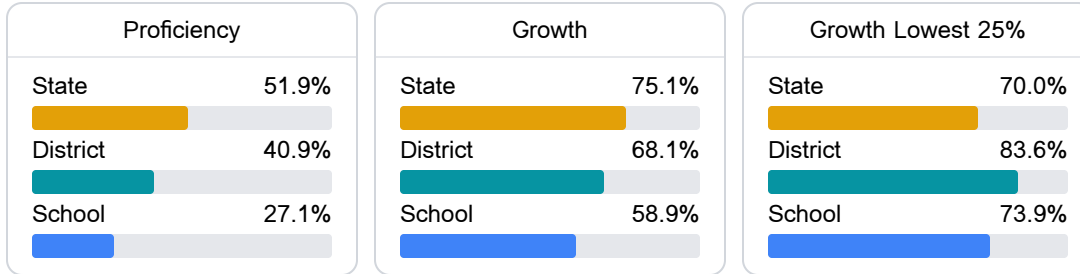 Proficiency
State 51.9%
District 40.9%
School 27.1%
Growth
State 75.1%
District 68.1%
School 58.9%
Growth Lowest 25%
State 70.0%
District 83.6%
School 73.9%